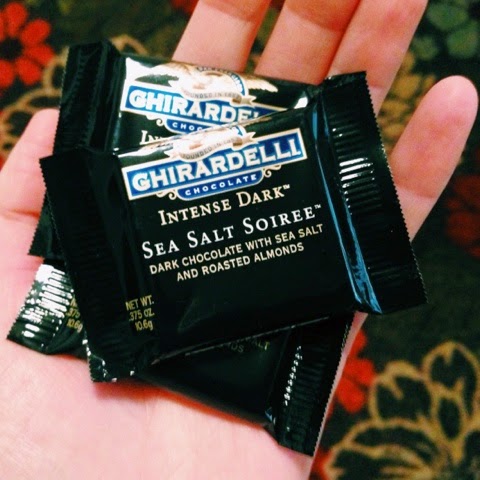 GHIRARDELLI
CHOCOLATE
GHIRARDELLI
CHOCOLATE
INTENSE DARK™
SEA SALT SOIREE™
DARK CHOCOLATE WITH SEA SALT
AND ROASTED ALMONDS
NET WT.
.375 OZ.
10.6g